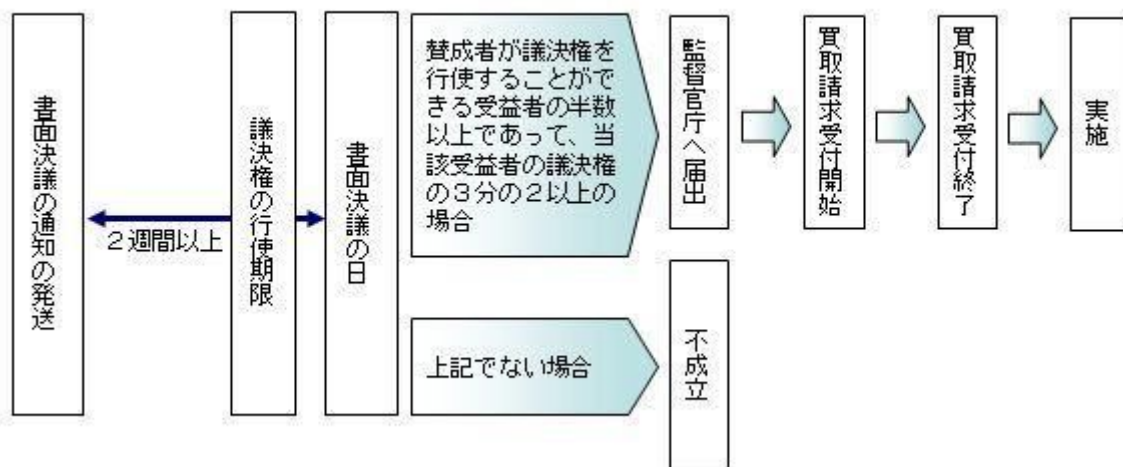 書面決議の通知の発送
2週間以上
議決権の行使期限
書面決議の日
賛成者が議決権を
行使することがで
きる受益者の半数
以上であって、当
該受益者の議決権
の3分の2以上の
場合
監督官庁へ届出
買取請求受付開始
買取請求受付終了
実施
上記でない場合
不成立